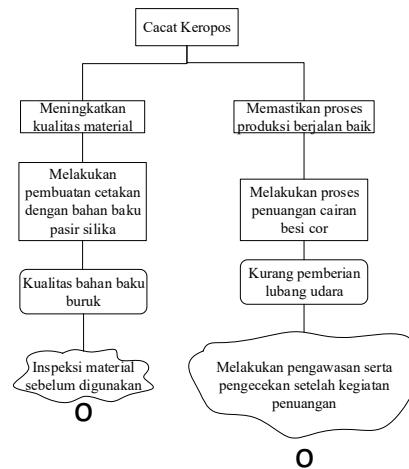 Cacat Keropos
Meningkatkan
kualitas material
Memastikan proses
produksi berjalan baik
Melakukan
pembuatan cetakan
dengan bahan baku
pasir silika
Melakukan proses
penuangan cairan
besi cor
Kualitas bahan baku
buruk
Kurang pemberian
lubang udara
Inspeksi material
sebelum digunakan
O
Melakukan pengawasan serta
pengecekan setelah kegiatan
penuangan
O